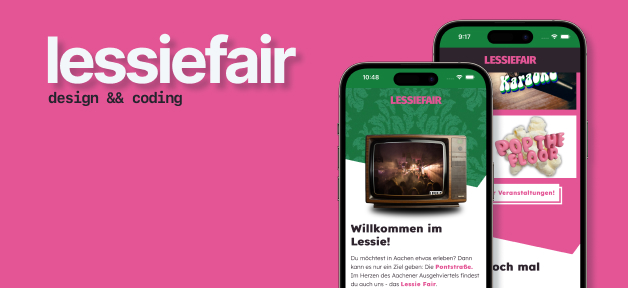 lessiefair
design && coding
10:48
LESSIEFAIR
Willkommen im
Lessie!
Du möchtest in Aachen etwas erleben? Dann
kann es nur ein Ziel geben: Die Pontstraße.
Im Herzen des Aachener Ausgehviertels findest
du auch uns - das Lessie Fair.
9:17
LESSIEFAIR
Karaoke
POP THE
FLOOR
Veranstaltungen!
och mal